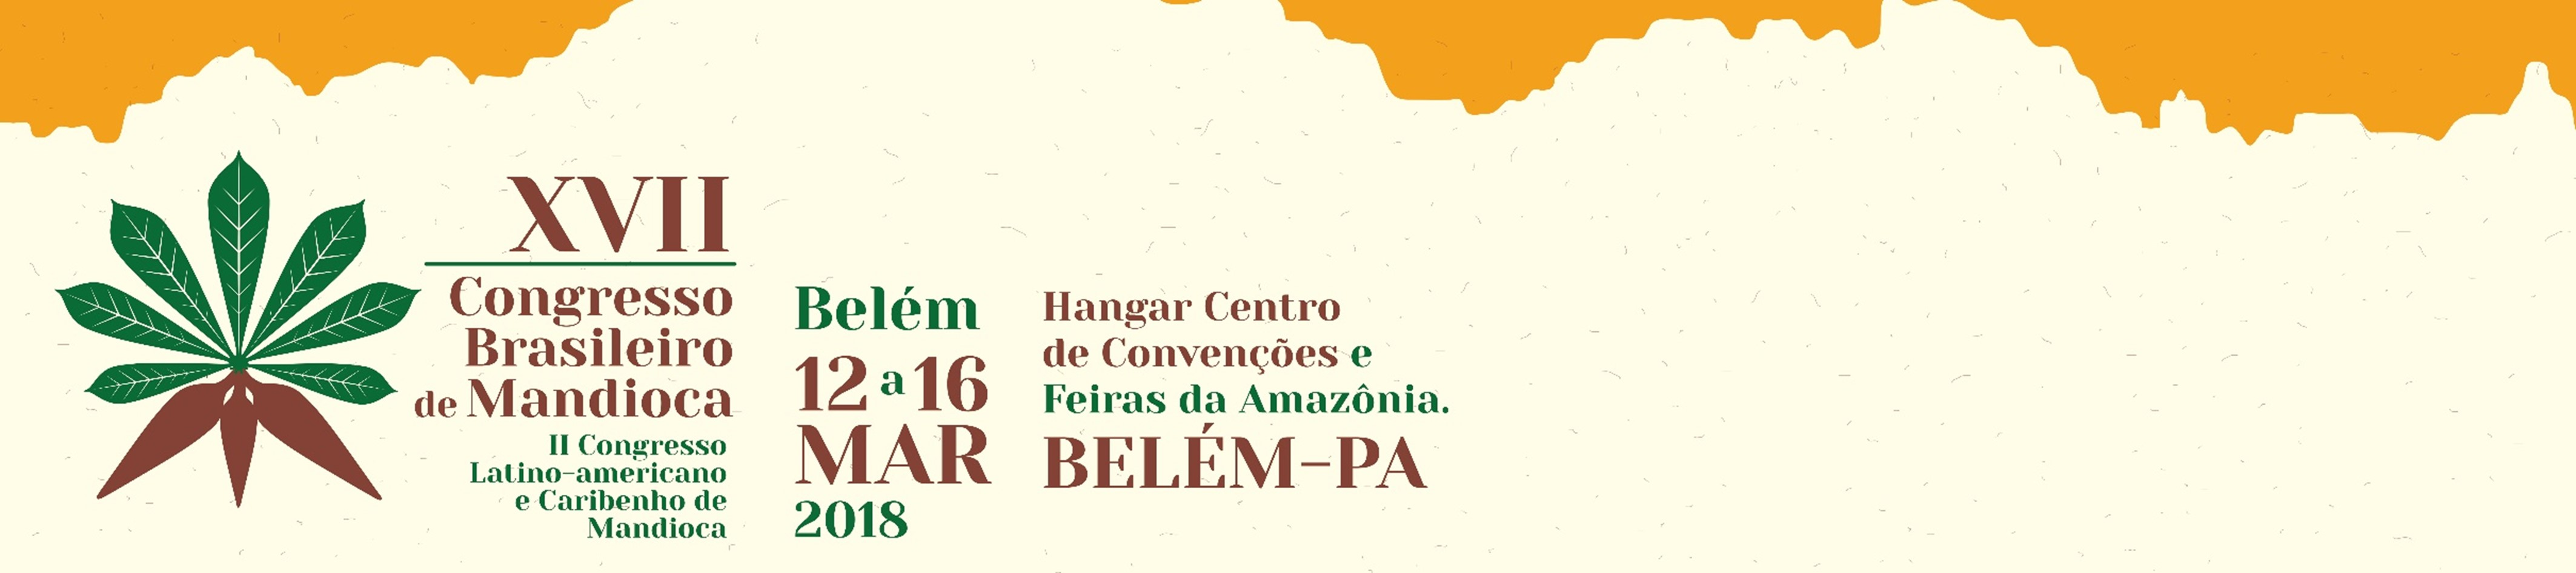 XVII
Congresso
Brasileiro
de Mandioca
II Congresso
Latino-americano
e Caribenho de
Mandioca
Belém
12 a 16
MAR
2018
Hangar Centro
de Convenções e
Feiras da Amazônia.
BELÉM-PA